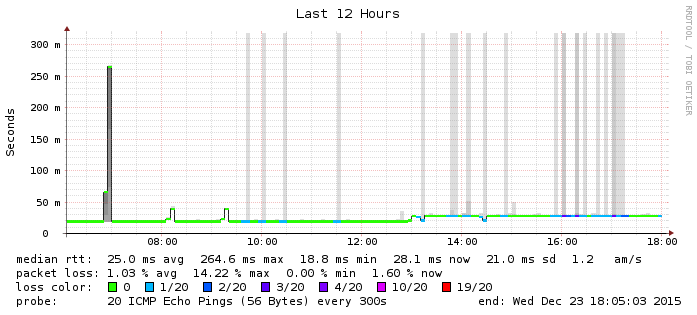 Last 12 Hours
RRDTOOL / TOBI OETIKER
Seconds
300 m
250 m
200 m
150 m
100 m
50 m
0
08:00 10:00 12:00 14:00 16:00 18:00
median rtt: 25.0 ms avg 264.6 ms max 18.8 ms min 28.1 ms now 21.0 ms sd 1.2 am/s
packet loss: 1.03 % avg 14.22 % max 0.00 % min 1.60 % now
loss color: 0 1/20 2/20 3/20 4/20 10/20 19/20
probe: 20 ICMP Echo Pings (56 Bytes) every 300s end: Wed Dec 23 18:05:03 2015